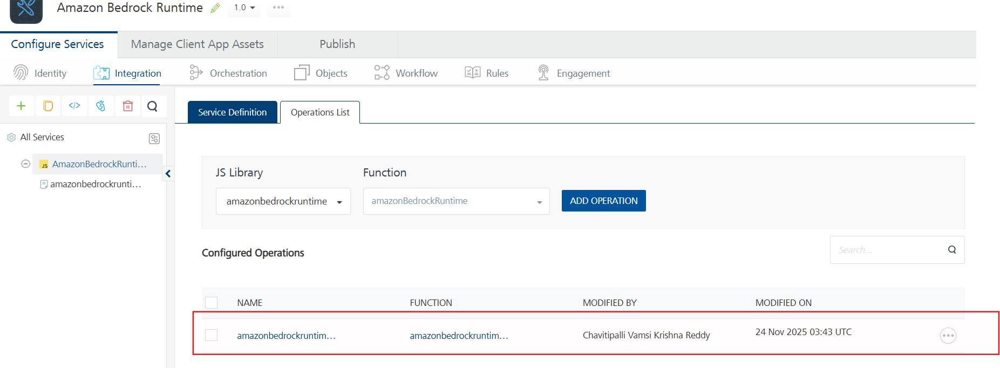 Amazon Bedrock Runtime 1.0
Configure Services Manage Client App Assets Publish
Identity Integration Orchestration Objects Workflow Rules Engagement
Service Definition Operations List
All Services
JS AmazonBedrockRunti...
amazonbedrockrunti...
JS Library Function
amazonbedrockruntime amazonBedrockRuntime ADD OPERATION
Configured Operations Search...
NAME FUNCTION MODIFIED BY MODIFIED ON
amazonbedrockruntim... amazonbedrockruntim... Chavitipalli Vamsi Krishna Reddy 24 Nov 2025 03:43 UTC